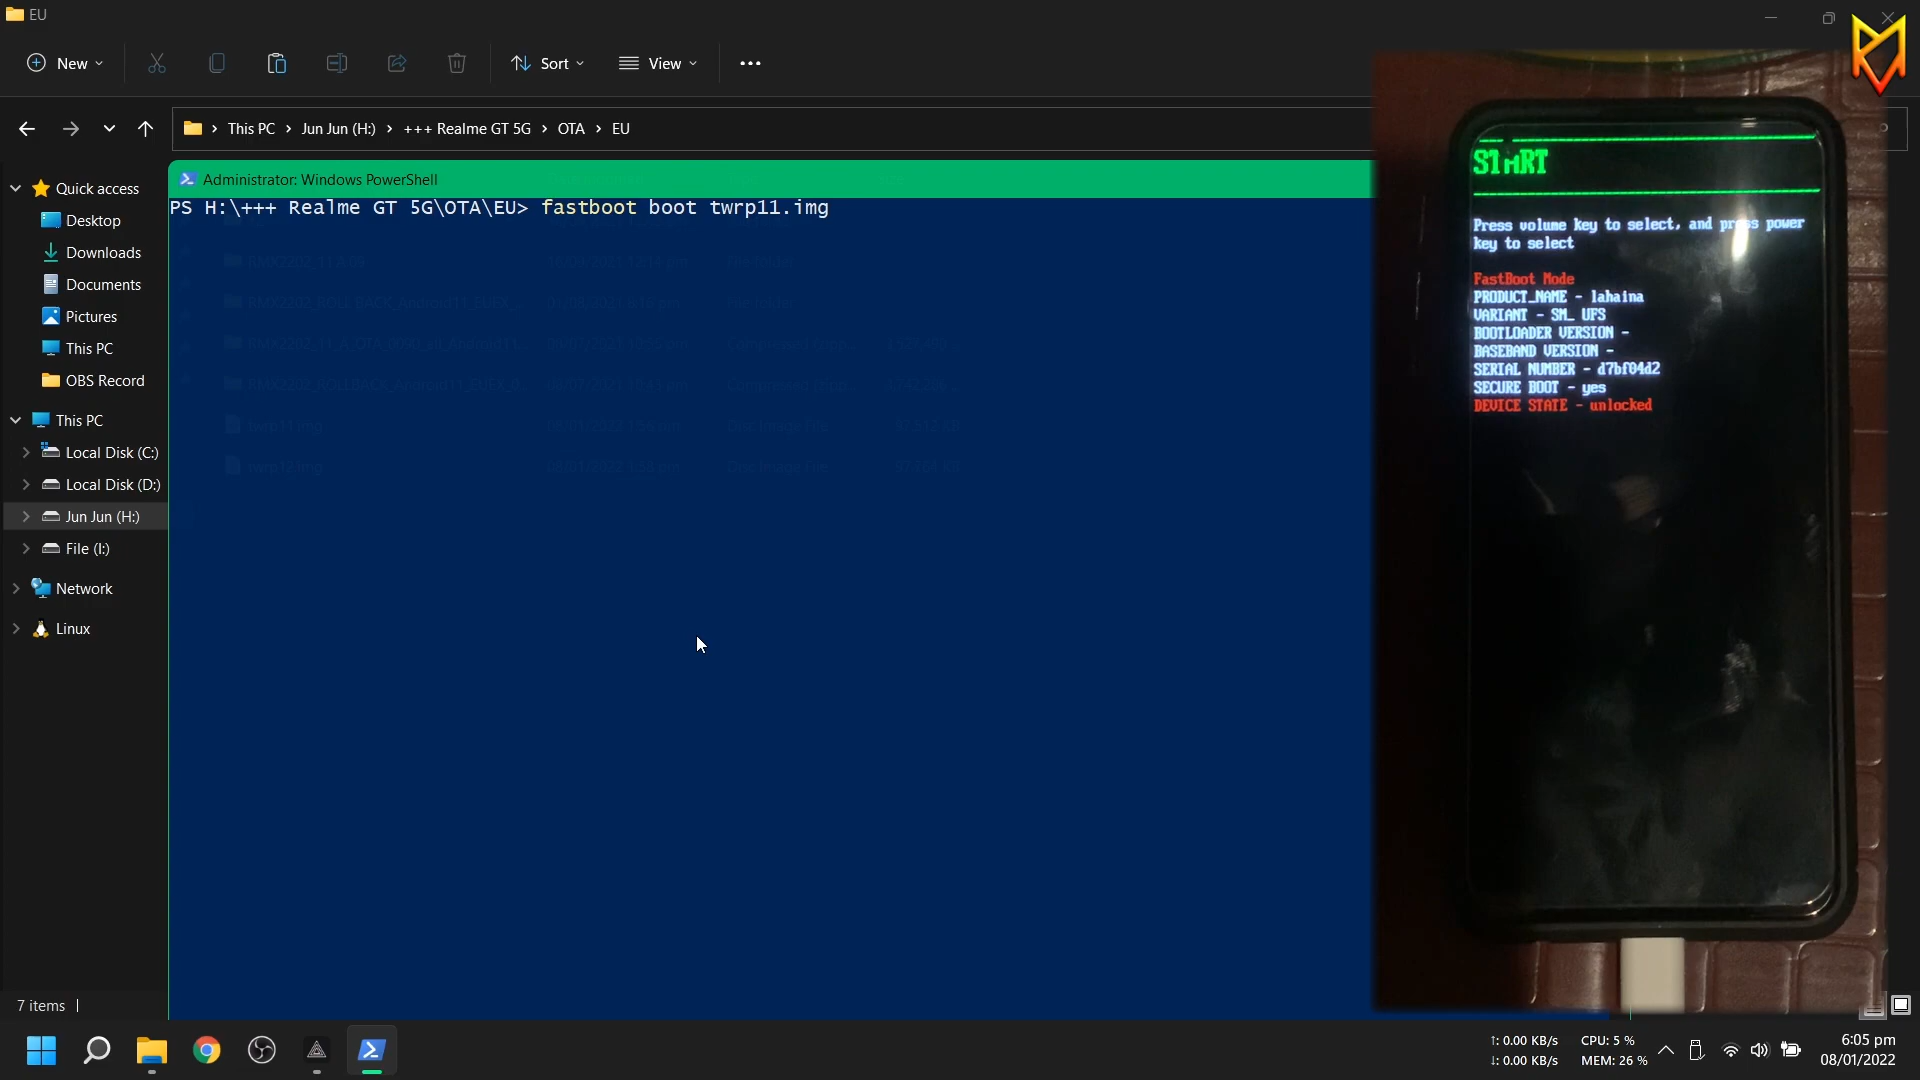 EU
New
Sort
View
This PC
Jun Jun (H:)
+++ Realme GT 5G
OTA
EU
Quick access
Desktop
Downloads
Documents
Pictures
This PC
OBS Record
This PC
Local Disk (C:)
Local Disk (D:)
Jun Jun (H:)
File (I:)
Network
Linux
7 items
Administrator: Windows PowerShell
PS H:\+++ Realme GT 5G\OTA\EU> fastboot boot twrp11.img
twrp11.img
twrp12.img
START
Press volume key to select, and press power
key to select
FastBoot Mode
PRODUCT_NAME - lahaina
VARIANT - SM_ UFS
BOOTLOADER VERSION -
BASEBAND VERSION -
SERIAL NUMBER - d7bf04d2
SECURE BOOT - yes
DEVICE STATE - unlocked
↑: 0.00 KB/s
↓: 0.00 KB/s
CPU: 5 %
MEM: 26 %
6:05 pm
08/01/2022